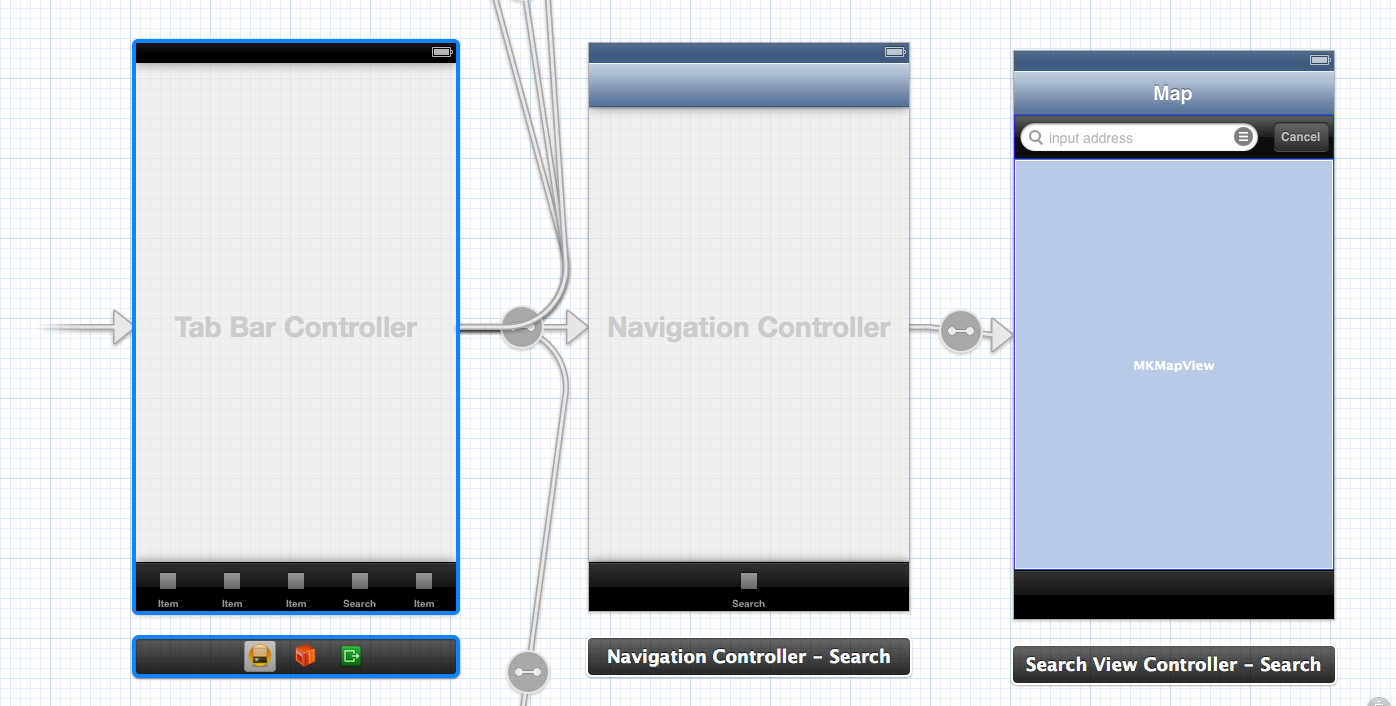 Tab Bar Controller
Item
Item
Item
Search
Item
Navigation Controller
Search
Navigation Controller - Search
Map
input address
Cancel
MKMapView
Search View Controller - Search